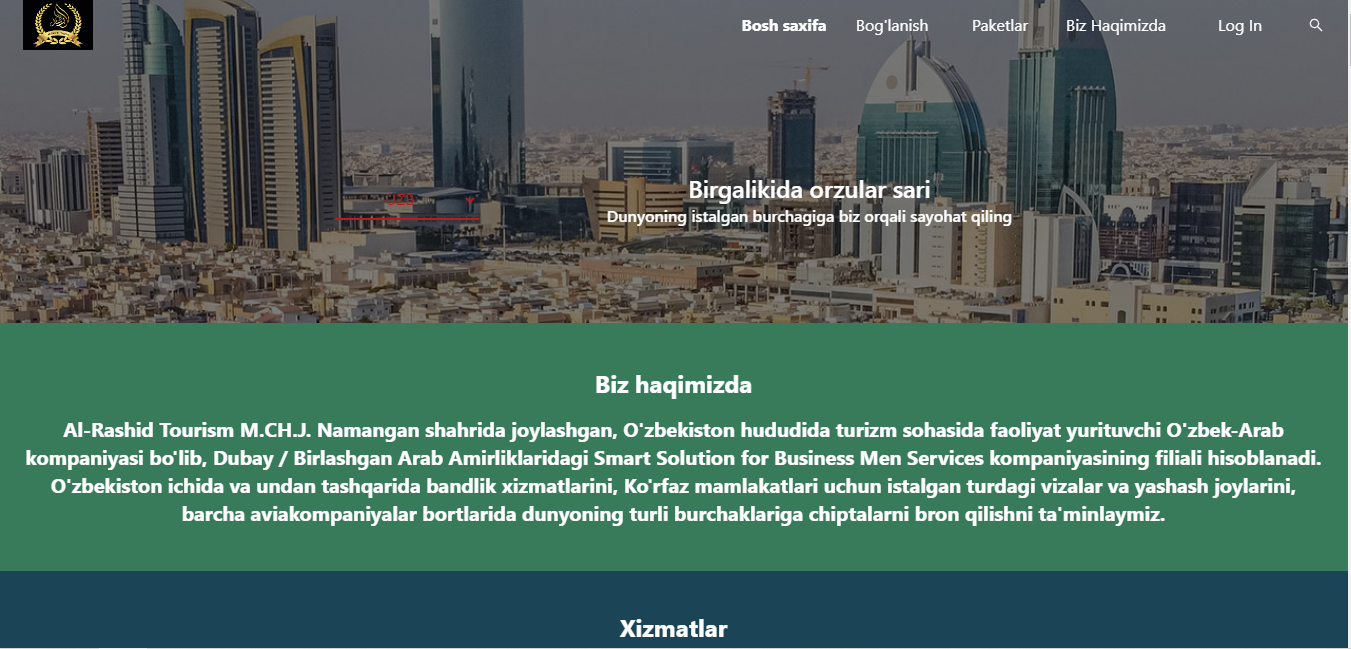 Bosh saxifa Bog'lanish Paketlar Biz Haqimizda Log In
Birgalikida orzular sari
Dunyoning istalgan burchagiga biz orqali sayohat qiling
Biz haqimizda
Al-Rashid Tourism M.CH.J. Namangan shahrida joylashgan, O'zbekiston hududida turizm sohasida faoliyat yurituvchi O'zbek-Arab
kompaniyasi bo'lib, Dubay / Birlashgan Arab Amirliklaridagi Smart Solution for Business Men Services kompaniyasining filiali hisoblanadi.
O'zbekiston ichida va undan tashqarida bandlik xizmatlarini, Ko'rfaz mamlakatlari uchun istalgan turdagi vizalar va yashash joylarini,
barcha aviakompaniyalar bortlarida dunyoning turli burchaklariga chiptalarni bron qilishni ta'minlaymiz.
Xizmatlar